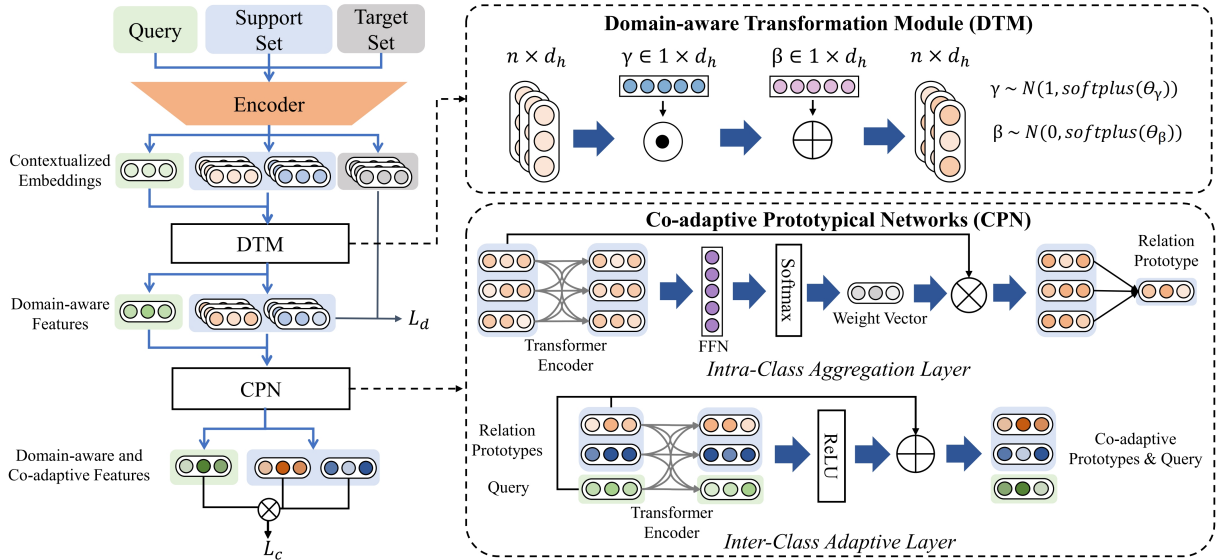 Query
Support
Set
Target
Set
Encoder
Contextualized
Embeddings
DTM
Domain-aware
Features
L_d
CPN
Domain-aware and
Co-adaptive Features
L_c
Domain-aware Transformation Module (DTM)
n × d_h
γ ∈ 1 × d_h
β ∈ 1 × d_h
n × d_h
γ ~ N(1, softplus(θ_γ))
β ~ N(0, softplus(θ_β))
Co-adaptive Prototypical Networks (CPN)
Transformer
Encoder
FFN
Softmax
Weight Vector
Relation
Prototype
Intra-Class Aggregation Layer
Relation
Prototypes
Query
Transformer
Encoder
ReLU
Co-adaptive
Prototypes & Query
Inter-Class Adaptive Layer